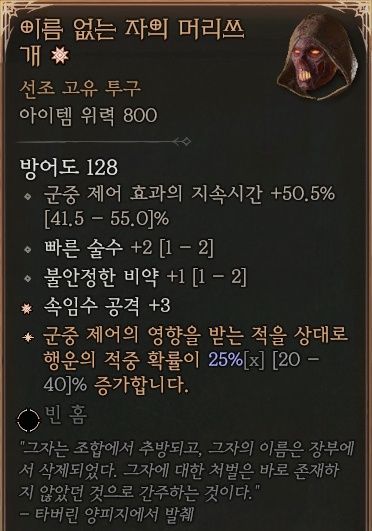 이름 없는 자의 머리쓰
개
선조 고유 투구
아이템 위력 800
방어도 128
군중 제어 효과의 지속시간 +50.5%
[41.5 - 55.0]%
빠른 술수 +2 [1 - 2]
불안정한 비약 +1 [1 - 2]
속임수 공격 +3
군중 제어의 영향을 받는 적을 상대로
행운의 적중 확률이 25%[x] [20 -
40]% 증가합니다.
빈 홈
"그자는 조합에서 추방되고, 그자의 이름은 장부에
서 삭제되었다. 그자에 대한 처벌은 바로 존재하
지 않았던 것으로 간주하는 것이다."
- 타버린 양피지에서 발췌